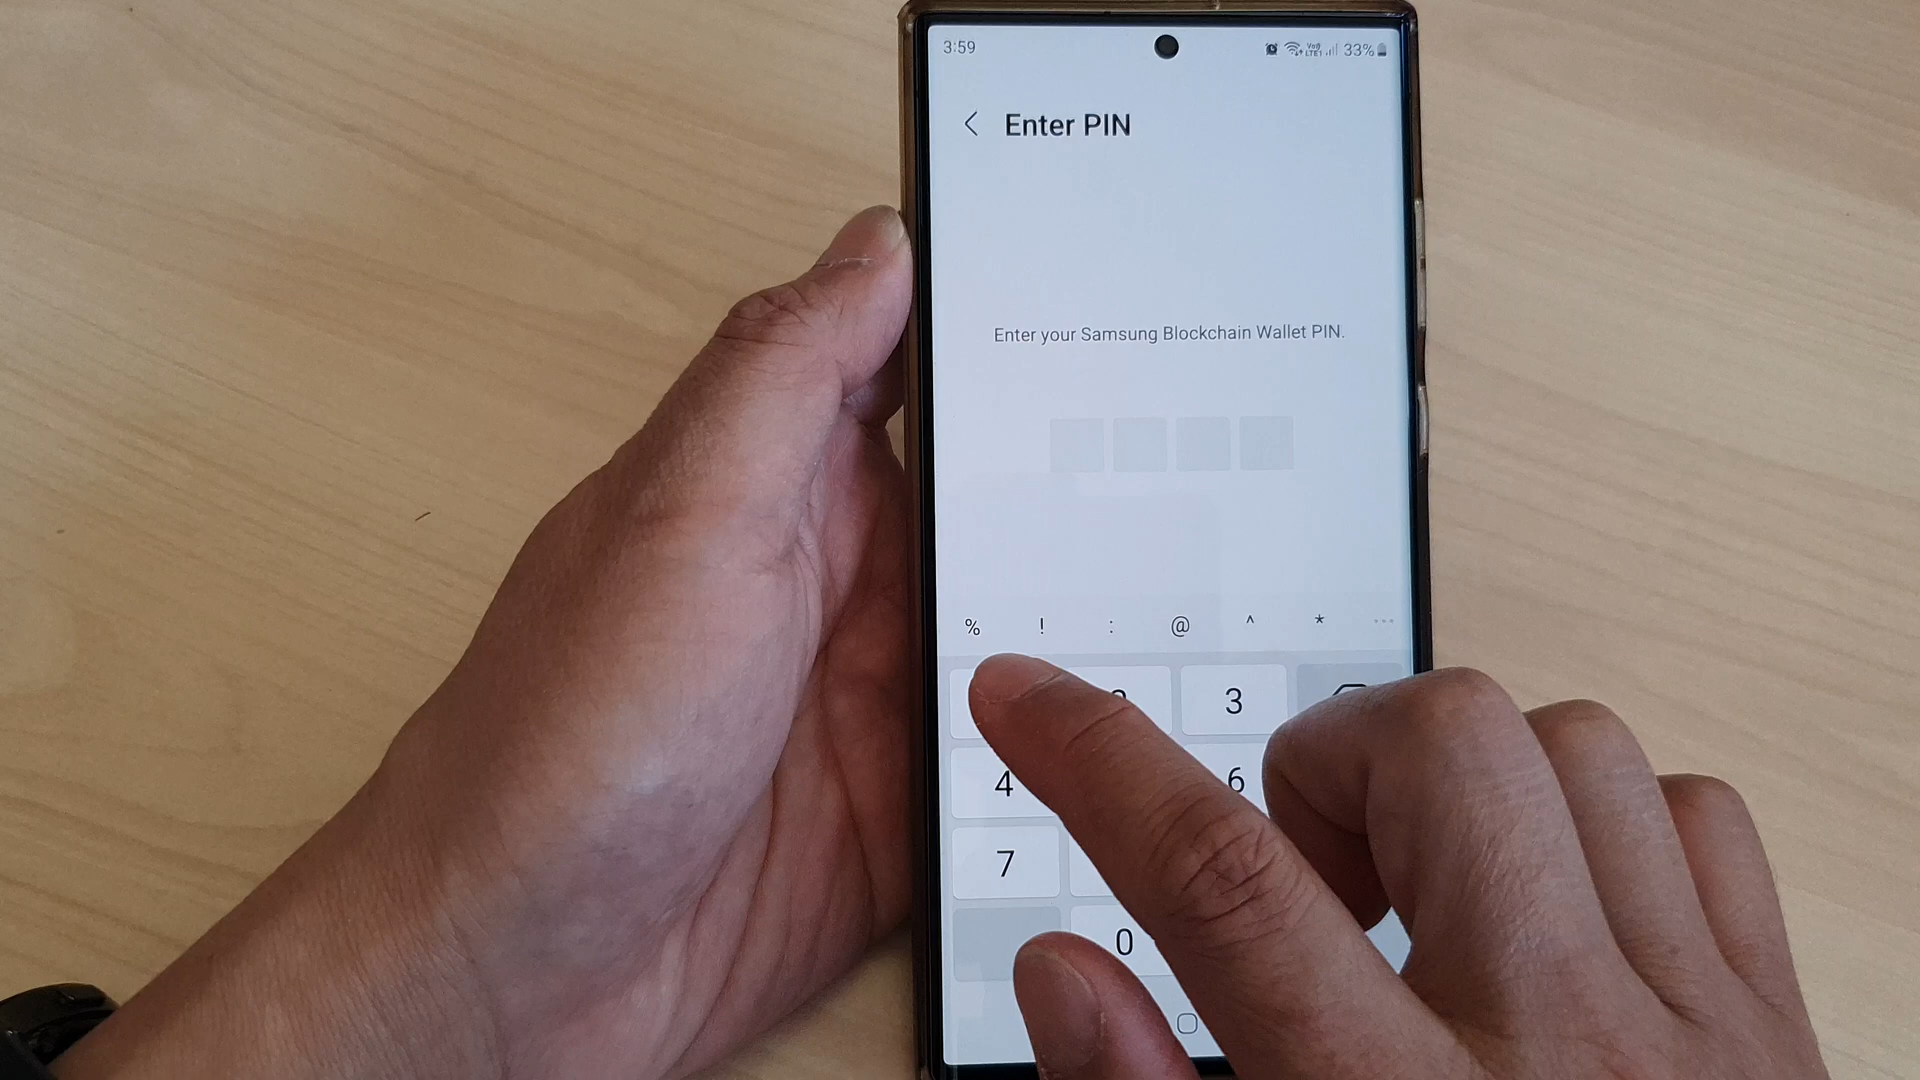 3:59 33%
Enter PIN
Enter your Samsung Blockchain Wallet PIN.
% ! : @ ^ * ...
3
4 6
7
0